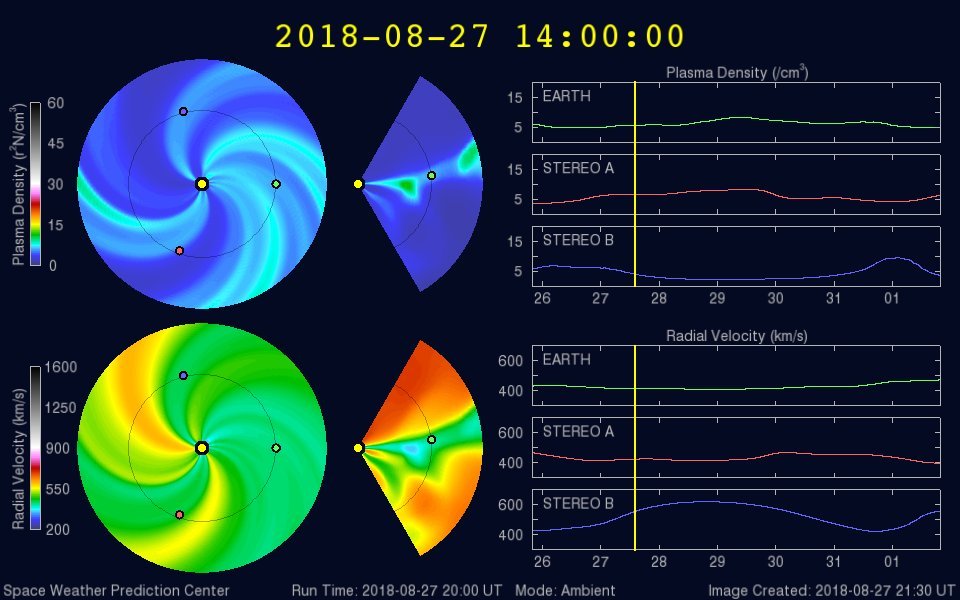 2018-08-27 14:00:00
Plasma Density (r²N/cm³)
60
45
30
15
0
Plasma Density (/cm³)
EARTH
15
5
STEREO A
15
5
STEREO B
15
5
26 27 28 29 30 31 01
Radial Velocity (km/s)
1600
1250
900
550
200
Radial Velocity (km/s)
EARTH
600
400
STEREO A
600
400
STEREO B
600
400
26 27 28 29 30 31 01
Space Weather Prediction Center Run Time: 2018-08-27 20:00 UT Mode: Ambient Image Created: 2018-08-27 21:30 UT